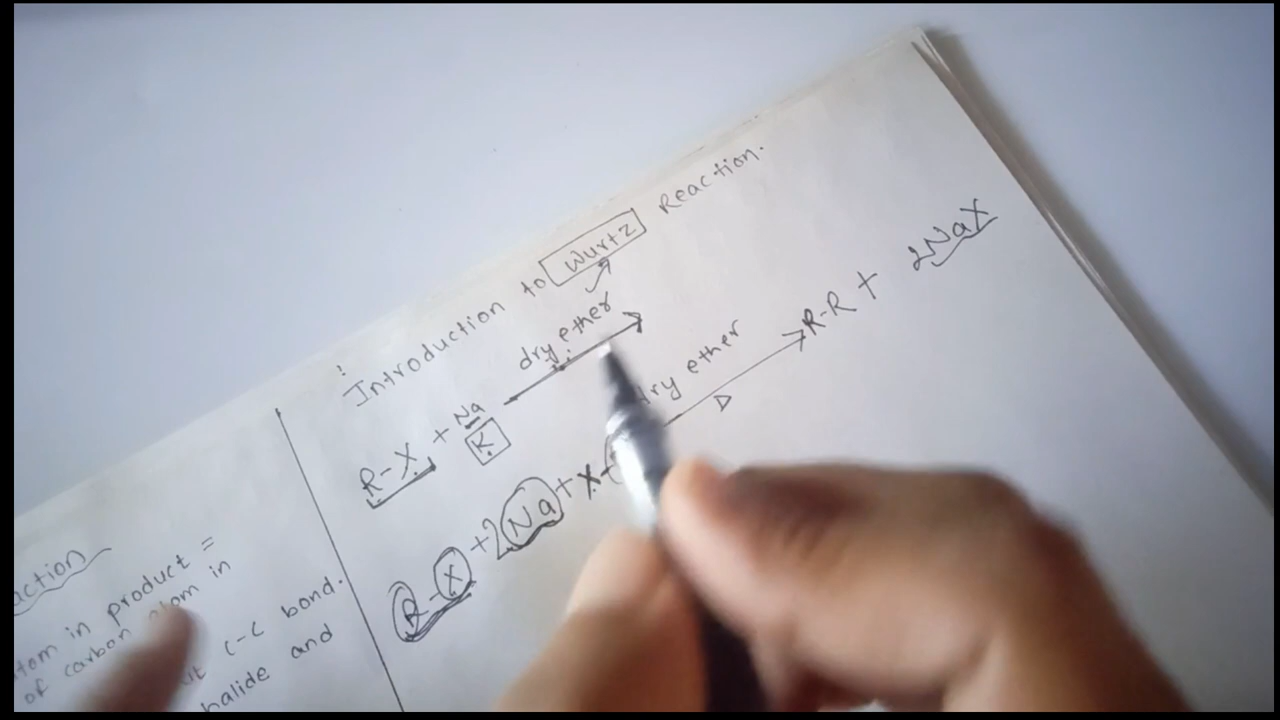 Introduction to Wurtz Reaction.
dry ether
R-X + Na
K
dry ether
R-X + 2Na + X- → R-R + 2NaX
Δ
action
tom in product =
of carbon atom in
C-C bond.
halide and